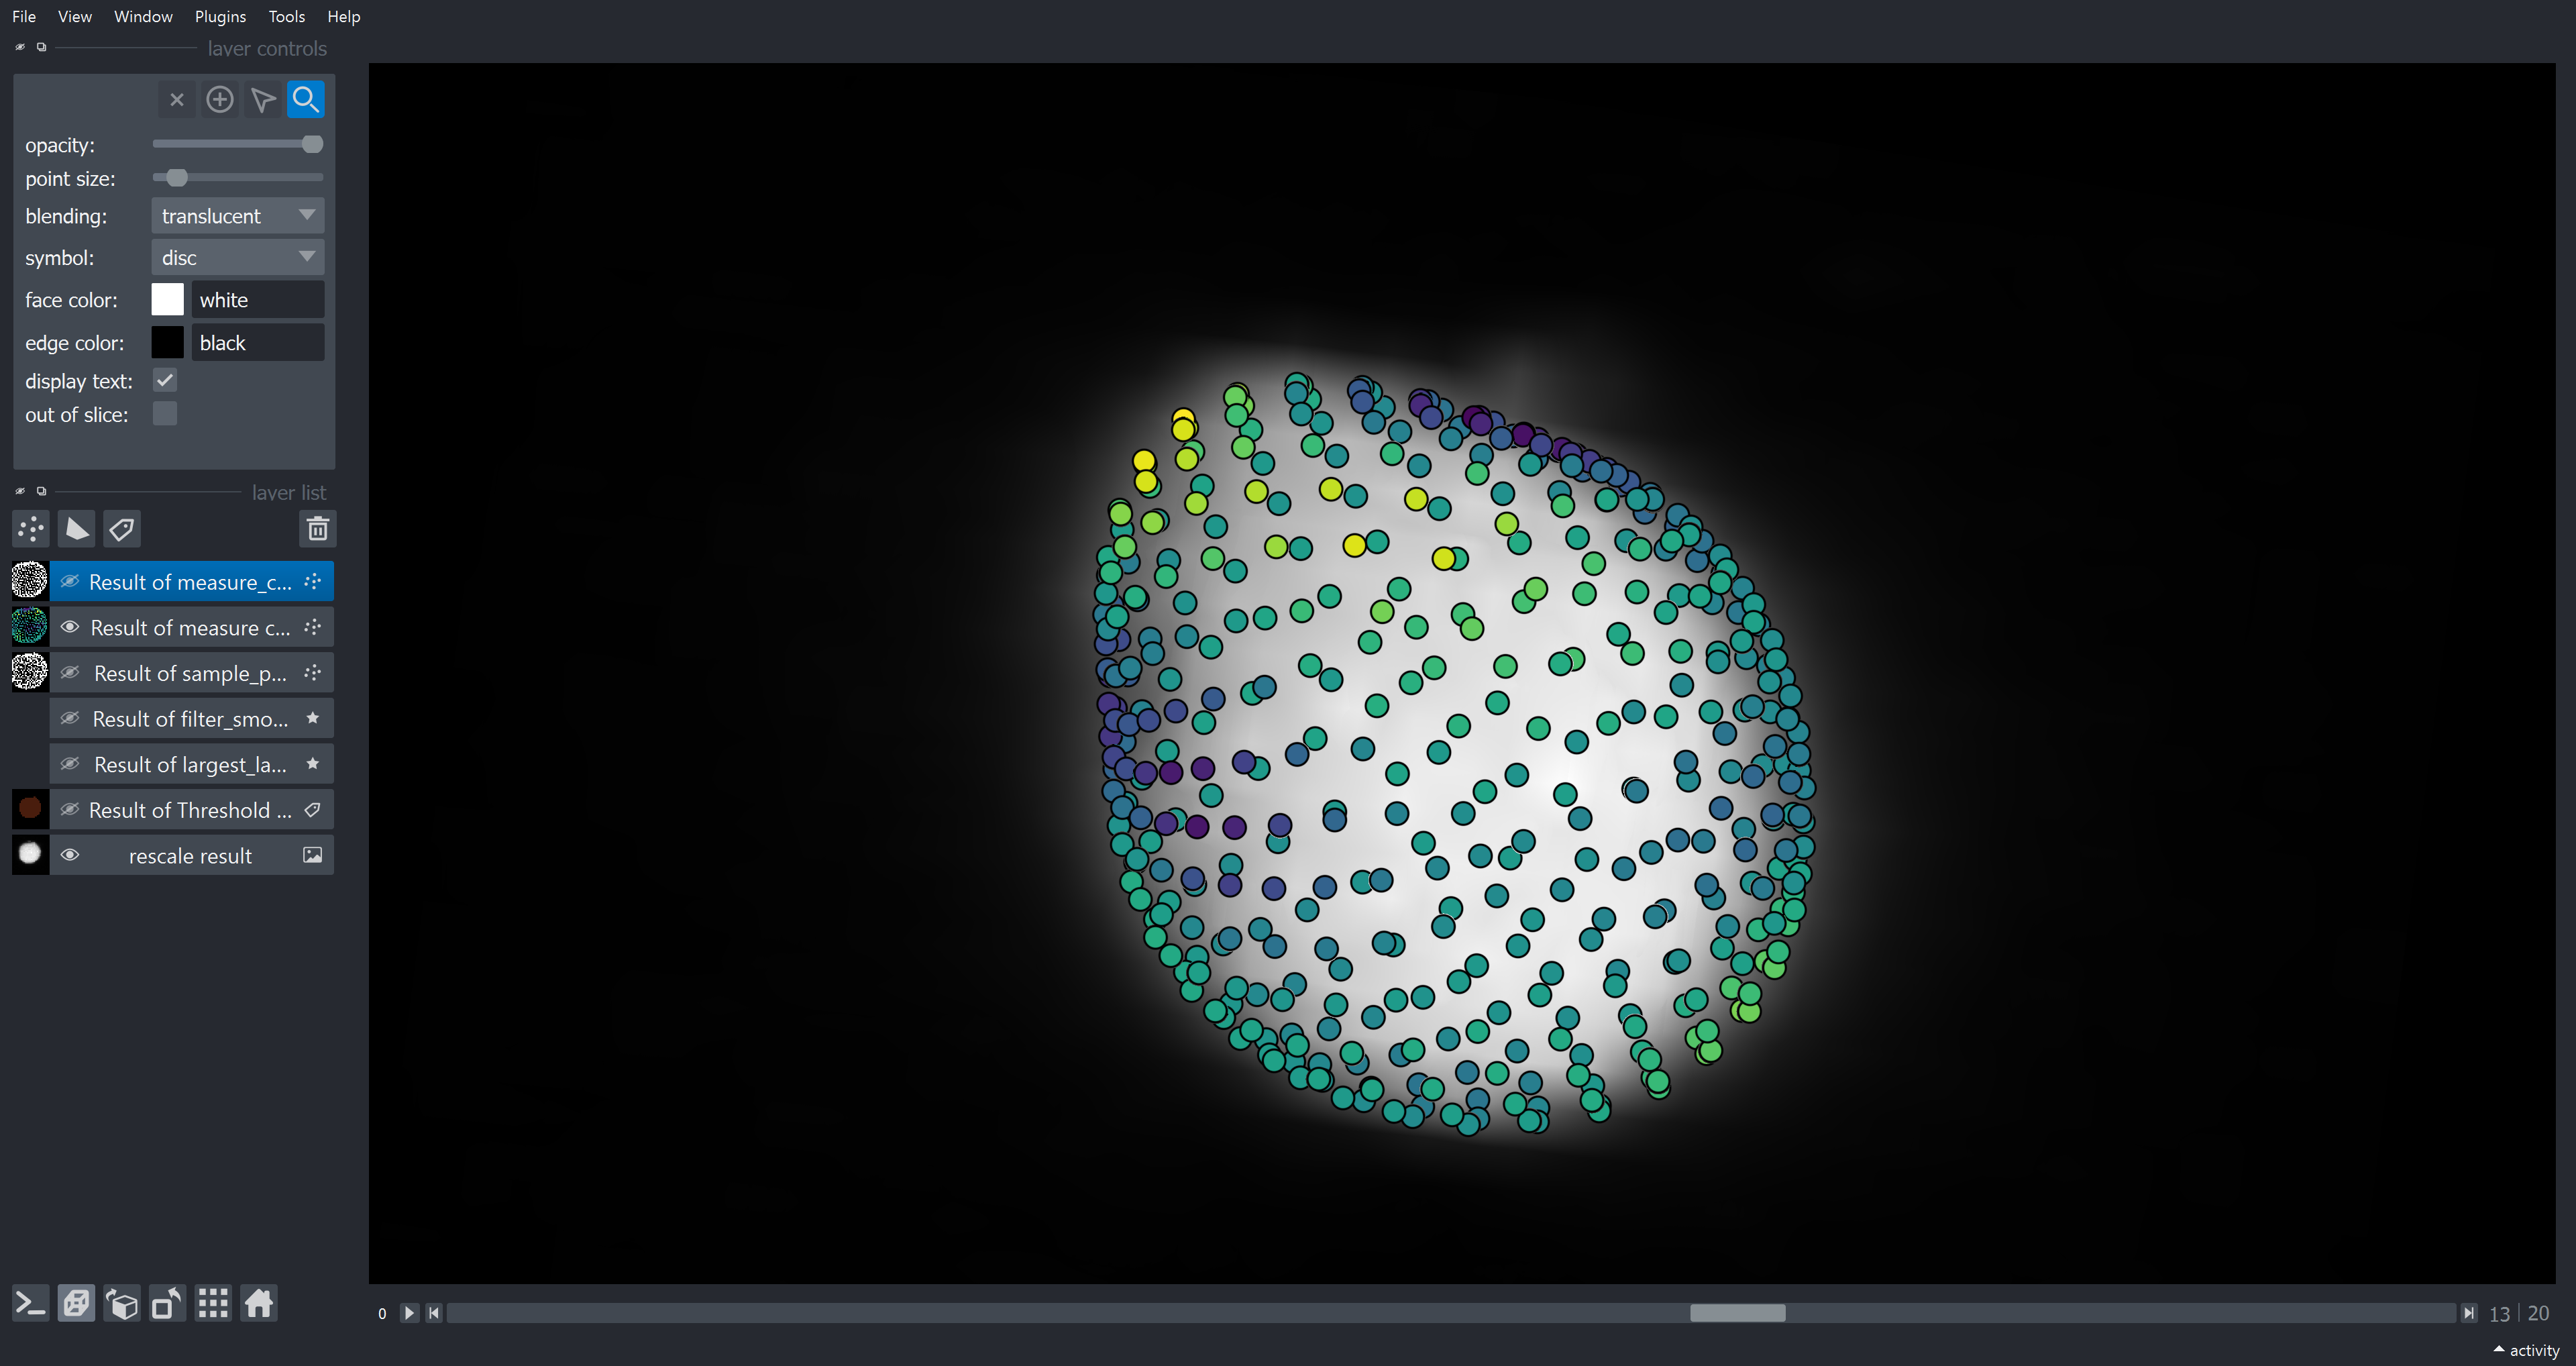 File View Window Plugins Tools Help
layer controls
opacity:
point size:
blending: translucent
symbol: disc
face color: white
edge color: black
display text:
out of slice:
layer list
Result of measure_c...
Result of measure c...
Result of sample_p...
Result of filter_smo...
Result of largest_la...
Result of Threshold ...
rescale result
0 13 | 20
activity